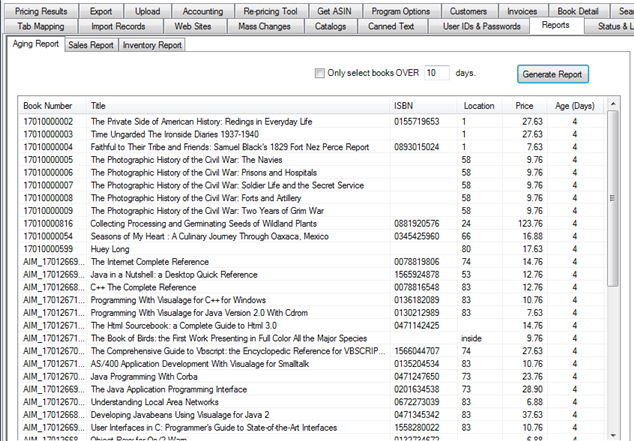 Pricing Results Export Upload Accounting Re-pricing Tool Get ASIN Program Options Customers Invoices Book Detail Sea
Tab Mapping Import Records Web Sites Mass Changes Catalogs Canned Text User IDs & Passwords Reports Status & L
Aging Report Sales Report Inventory Report
Only select books OVER 10 days. Generate Report
Book Number Title ISBN Location Price Age (Days)
17010000002 The Private Side of American History: Redings in Everyday Life 0155719653 1 27.63 4
17010000003 Time Ungarded The Ironside Diaries 1937-1940 1 27.63 4
17010000004 Faithful to Their Tribe and Friends: Samuel Black's 1829 Fort Nez Perce Report 0893015024 1 7.63 4
17010000005 The Photographic History of the Civil War: The Navies 58 9.76 4
17010000006 The Photographic History of the Civil War: Prisons and Hospitals 58 9.76 4
17010000007 The Photographic History of the Civil War: Soldier Life and the Secret Service 58 9.76 4
17010000008 The Photographic History of the Civil War: Forts and Artillery 58 9.76 4
17010000009 The Photographic History of the Civil War: Two Years of Grim War 58 9.76 4
17010000816 Collecting Processing and Germinating Seeds of Wildland Plants 0881920576 24 123.76 4
17010000054 Seasons of My Heart : A Culinary Journey Through Oaxaca, Mexico 0345425960 66 16.88 4
17010000599 Huey Long 80 17.63 4
AIM_17012669... The Internet Complete Reference 0078819806 74 14.76 4
AIM_17012669... Java in a Nutshell: a Desktop Quick Reference 1565924878 53 12.76 4
AIM_17012668... C++ The Complete Reference 0078816548 83 12.76 4
AIM_17012671... Programming With Visualage for C++ for Windows 0136182089 83 10.76 4
AIM_17012671... Programming With Visualage for Java Version 2.0 With Cdrom 0130212989 83 7.63 4
AIM_17012671... The Html Sourcebook: a Complete Guide to Html 3.0 0471142425 14.76 4
AIM_17012671... The Book of Birds: the First Work Presenting in Full Color All the Major Species inside 9.76 4
AIM_17012670... The Comprehensive Guide to Vbscript: the Encyclopedic Reference for VBSCRIP... 1566044707 74 27.63 4
AIM_17012671... AS/400 Application Development With Visualage for Smalltalk 0135204534 83 10.76 4
AIM_17012670... Java Programming With Corba 0471247650 73 23.76 4
AIM_17012669... The Java Application Programming Interface 0201634538 73 28.90 4
AIM_17012670... Understanding Local Area Networks 0672273039 83 6.88 4
AIM_17012668... Developing Javabeans Using Visualage for Java 2 0471345342 83 37.63 4
AIM_17012671... User Interfaces in C: Programmer's Guide to State-of-the-Art Interfaces 1558280022 83 10.76 4